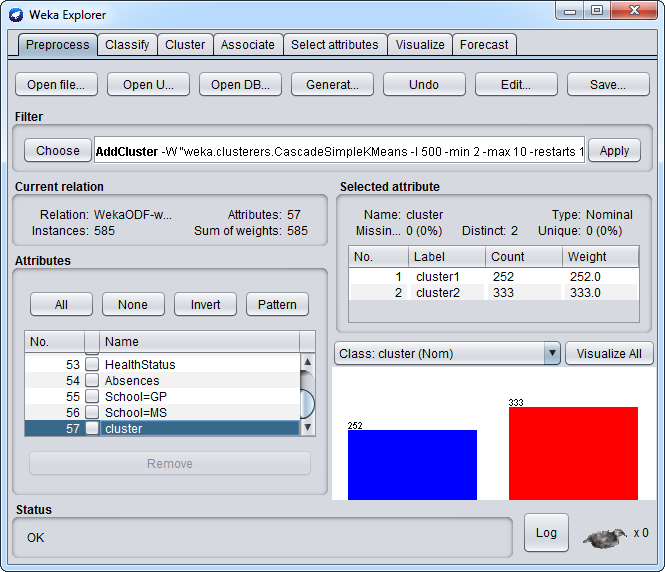 Weka Explorer
Preprocess Classify Cluster Associate Select attributes Visualize Forecast
Open file... Open U... Open DB... Generat... Undo Edit... Save...
Filter
Choose AddCluster -W "weka.clusterers.CascadeSimpleKMeans -I 500 -min 2 -max 10 -restarts 1 Apply
Current relation
Relation: WekaODF-w... Attributes: 57
Instances: 585 Sum of weights: 585
Attributes
All None Invert Pattern
No. Name
53 HealthStatus
54 Absences
55 School=GP
56 School=MS
57 cluster
Remove
Selected attribute
Name: cluster Type: Nominal
Missin... 0 (0%) Distinct: 2 Unique: 0 (0%)
No. Label Count Weight
1 cluster1 252 252.0
2 cluster2 333 333.0
Class: cluster (Nom) Visualize All
252
333
Status
OK
Log
x 0